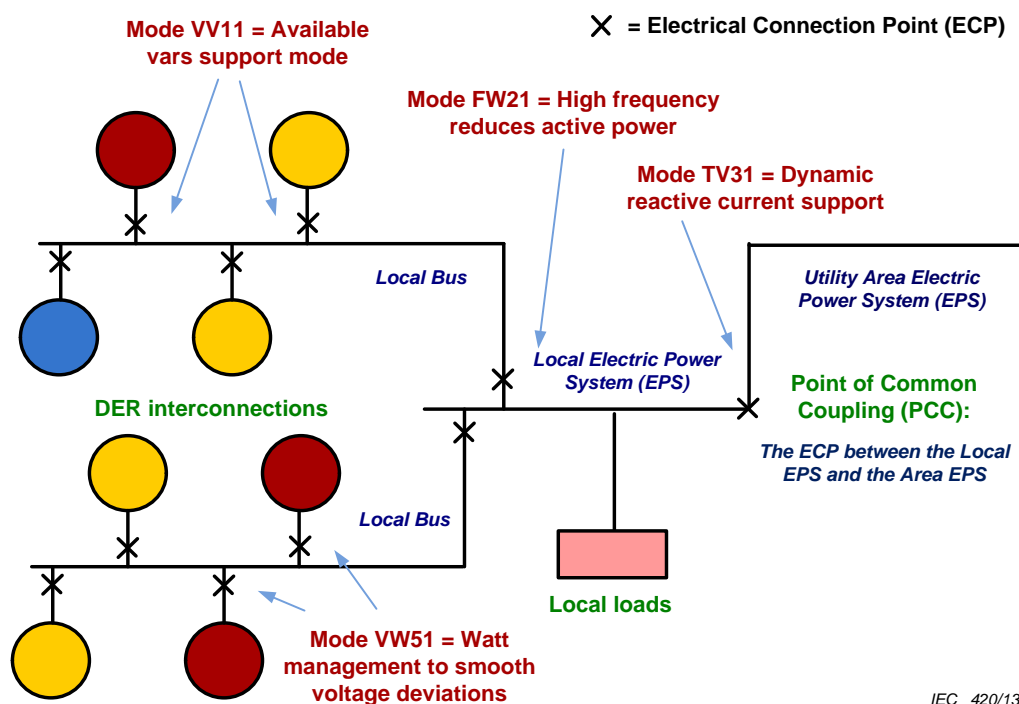 Mode VV11 = Available
vars support mode
X = Electrical Connection Point (ECP)
Mode FW21 = High frequency
reduces active power
Mode TV31 = Dynamic
reactive current support
Local Bus
Utility Area Electric
Power System (EPS)
Local Electric Power
System (EPS)
DER interconnections
Point of Common
Coupling (PCC):
The ECP between the Local
EPS and the Area EPS
Local Bus
Local loads
Mode VW51 = Watt
management to smooth
voltage deviations
IEC 420/13